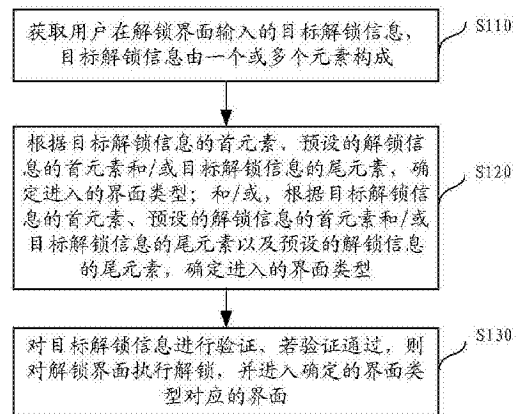 获取用户在解锁界面输入的目标解锁信息，
目标解锁信息由一个或多个元素构成
S110
根据目标解锁信息的首元素、预设的解锁信
息的首元素和/或目标解锁信息的尾元素，确
定进入的界面类型；和/或，根据目标解锁信
息的首元素、预设的解锁信息的首元素和/或
目标解锁信息的尾元素以及预设的解锁信息
的尾元素，确定进入的界面类型
S120
对目标解锁信息进行验证、若验证通过，则
对解锁界面执行解锁，并进入确定的界面类
型对应的界面
S130